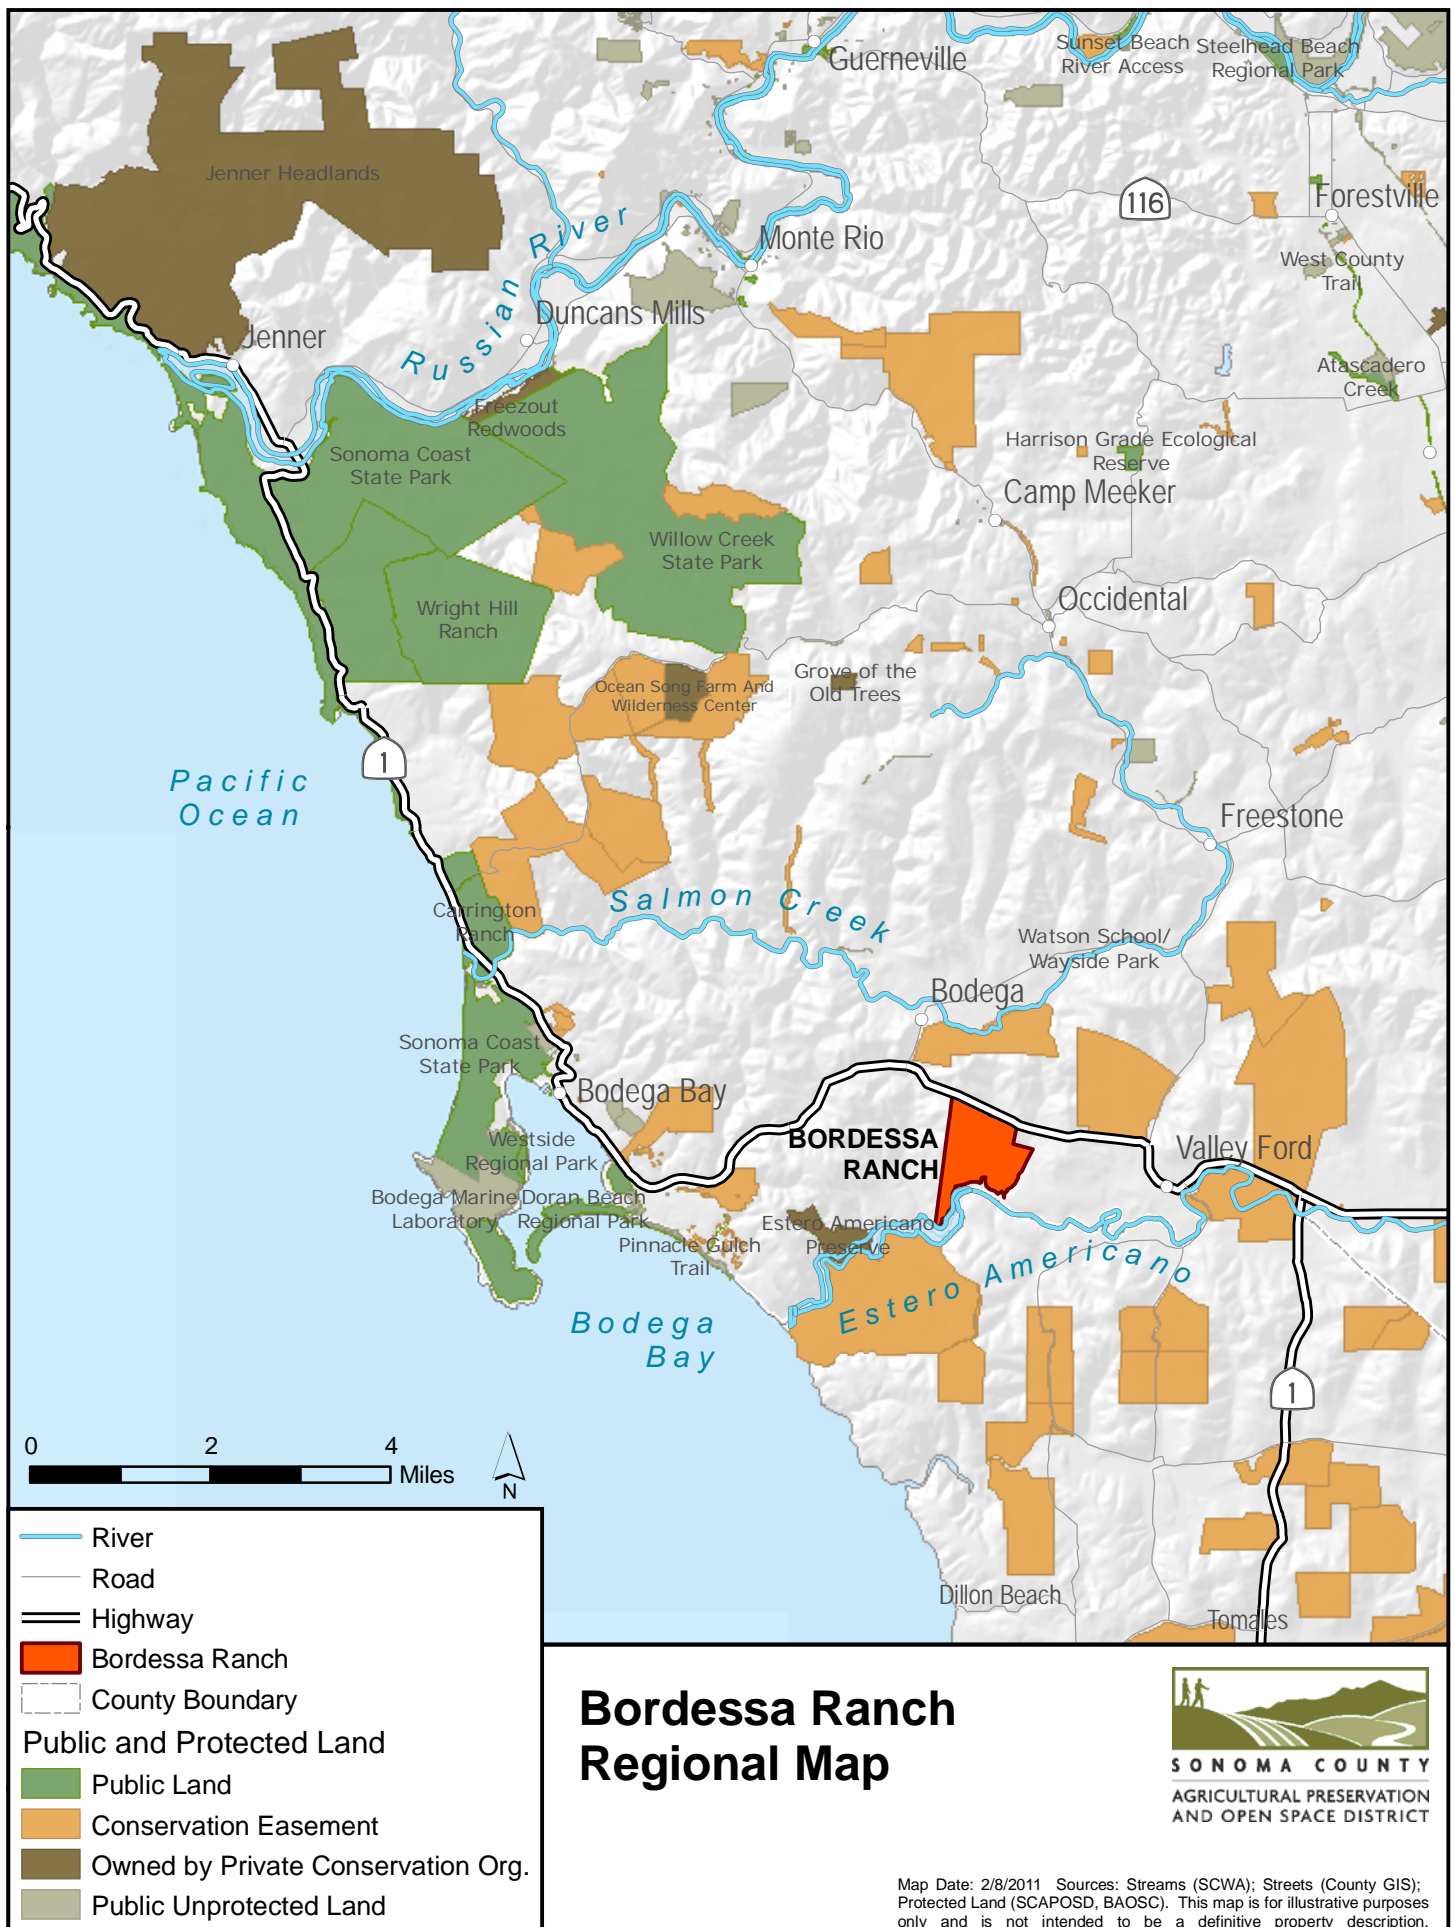 Guerneville
Sunset Beach
River Access
Steelhead Beach
Regional Park
Jenner Headlands
116
Forestville
Russian River
Monte Rio
West County
Trail
Duncans Mills
Jenner
Atascadero
Creek
Freezout
Redwoods
Sonoma Coast
State Park
Harrison Grade Ecological
Reserve
Camp Meeker
Willow Creek
State Park
Wright Hill
Ranch
Occidental
Grove of the
Old Trees
Ocean Song Farm And
Wilderness Center
1
Pacific
Ocean
Freestone
Salmon Creek
Carrington
Ranch
Watson School/
Wayside Park
Bodega
Sonoma Coast
State Park
Bodega Bay
BORDESSA
RANCH
Valley Ford
Westside
Regional Park
Bodega Marine
Laboratory
Doran Beach
Regional Park
Estero Americano
Preserve
Pinnacle Gulch
Trail
Estero Americano
Bodega
Bay
1
0 2 4
Miles
N
Dillon Beach
Tomales
River
Road
Highway
Bordessa Ranch
County Boundary
Public and Protected Land
Public Land
Conservation Easement
Owned by Private Conservation Org.
Public Unprotected Land
Bordessa Ranch
Regional Map
SONOMA COUNTY
AGRICULTURAL PRESERVATION
AND OPEN SPACE DISTRICT
Map Date: 2/8/2011 Sources: Streams (SCWA); Streets (County GIS);
Protected Land (SCAPOSD, BAOSC). This map is for illustrative purposes
only and is not intended to be a definitive property description.